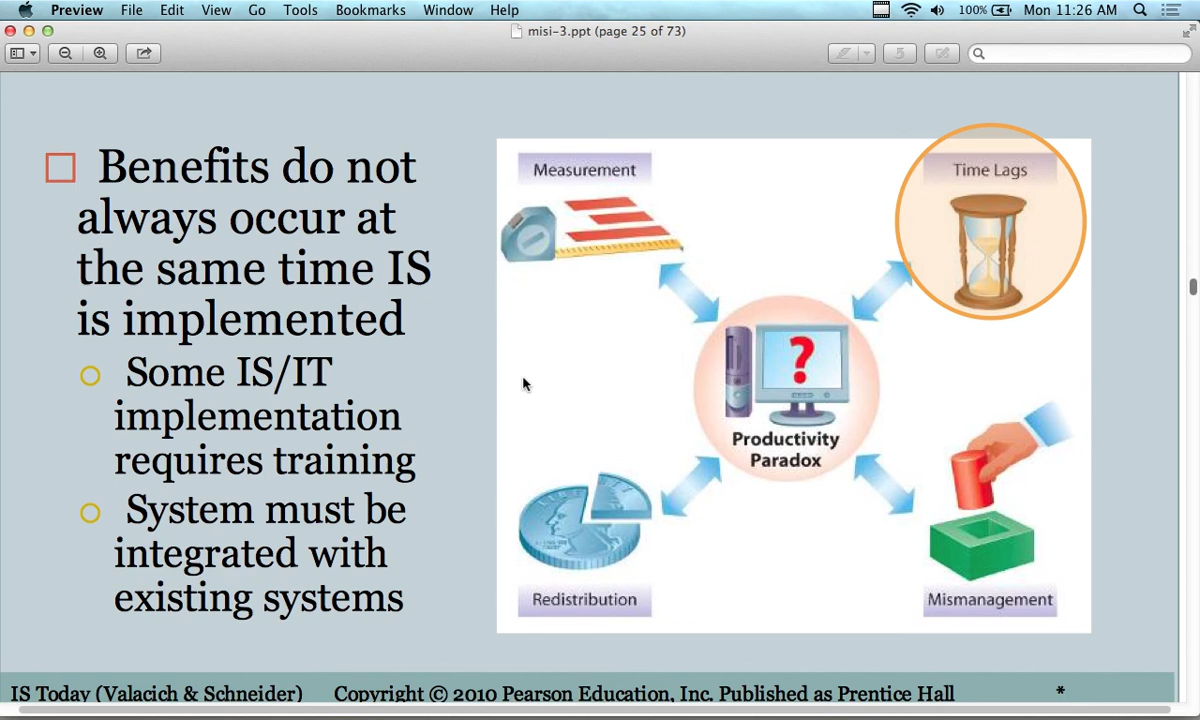 Preview File Edit View Go Tools Bookmarks Window Help 100% Mon 11:26 AM
misi-3.ppt (page 25 of 73)
Benefits do not
always occur at
the same time IS
is implemented
Some IS/IT
implementation
requires training
System must be
integrated with
existing systems
Measurement
Time Lags
?
Productivity
Paradox
Redistribution
Mismanagement
IS Today (Valacich & Schneider) Copyright © 2010 Pearson Education, Inc. Published as Prentice Hall *